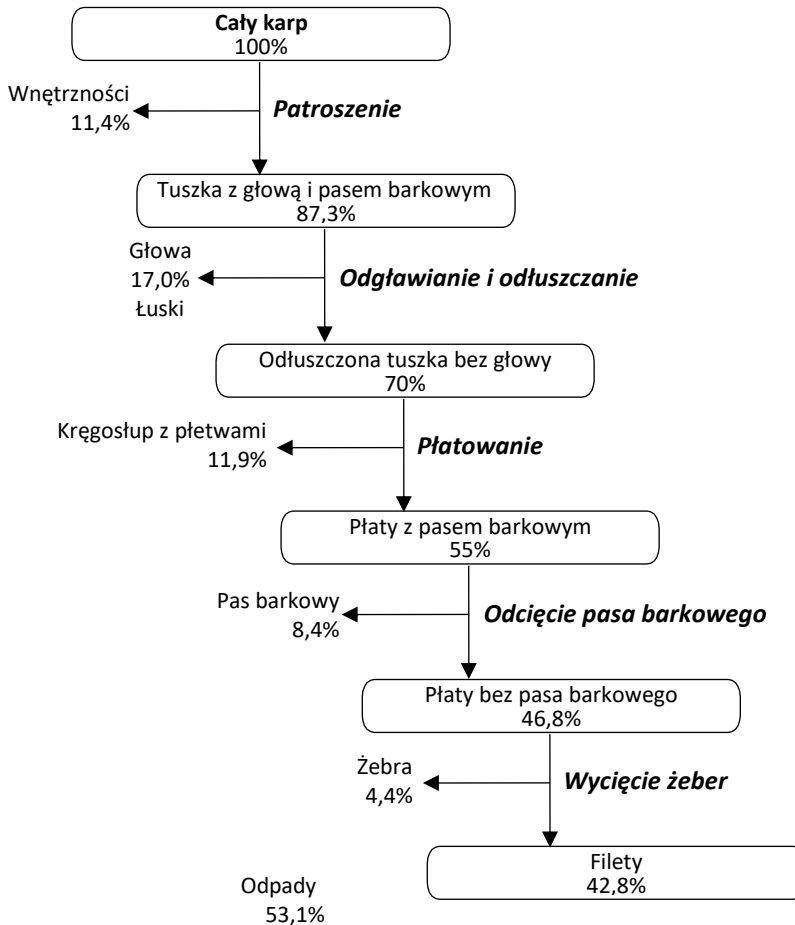 Cały karp
100%
Wnętrzności
11,4%
Patroszenie
Tuszka z głową i pasem barkowym
87,3%
Głowa
17,0%
Łuski
Odgławianie i odłuszczanie
Odłuszczona tuszka bez głowy
70%
Kręgosłup z płetwami
11,9%
Płatowanie
Płaty z pasem barkowym
55%
Pas barkowy
8,4%
Odcięcie pasa barkowego
Płaty bez pasa barkowego
46,8%
Żebra
4,4%
Wycięcie żeber
Filety
42,8%
Odpady
53,1%